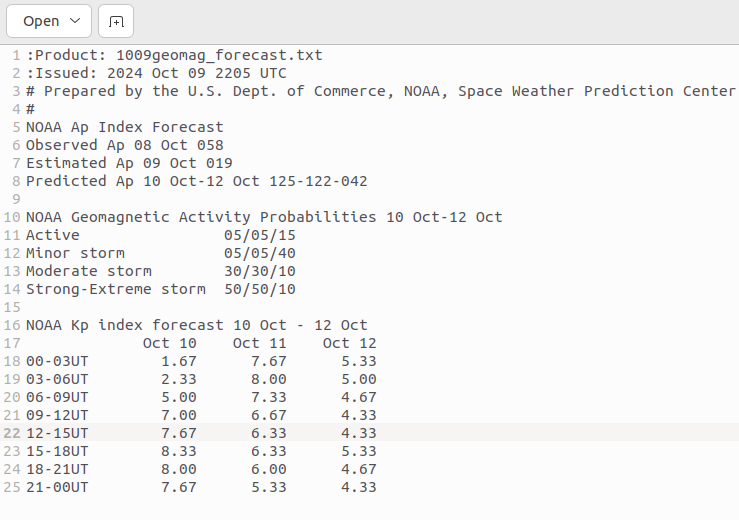 Open
1 :Product: 1009geomag_forecast.txt
2 :Issued: 2024 Oct 09 2205 UTC
3 # Prepared by the U.S. Dept. of Commerce, NOAA, Space Weather Prediction Center
4 #
5 NOAA Ap Index Forecast
6 Observed Ap 08 Oct 058
7 Estimated Ap 09 Oct 019
8 Predicted Ap 10 Oct-12 Oct 125-122-042
9
10 NOAA Geomagnetic Activity Probabilities 10 Oct-12 Oct
11 Active                05/05/15
12 Minor storm           05/05/40
13 Moderate storm        30/30/10
14 Strong-Extreme storm  50/50/10
15
16 NOAA Kp index forecast 10 Oct - 12 Oct
17              Oct 10    Oct 11    Oct 12
18 00-03UT        1.67      7.67      5.33
19 03-06UT        2.33      8.00      5.00
20 06-09UT        5.00      7.33      4.67
21 09-12UT        7.00      6.67      4.33
22 12-15UT        7.67      6.33      4.33
23 15-18UT        8.33      6.33      5.33
24 18-21UT        8.00      6.00      4.67
25 21-00UT        7.67      5.33      4.33